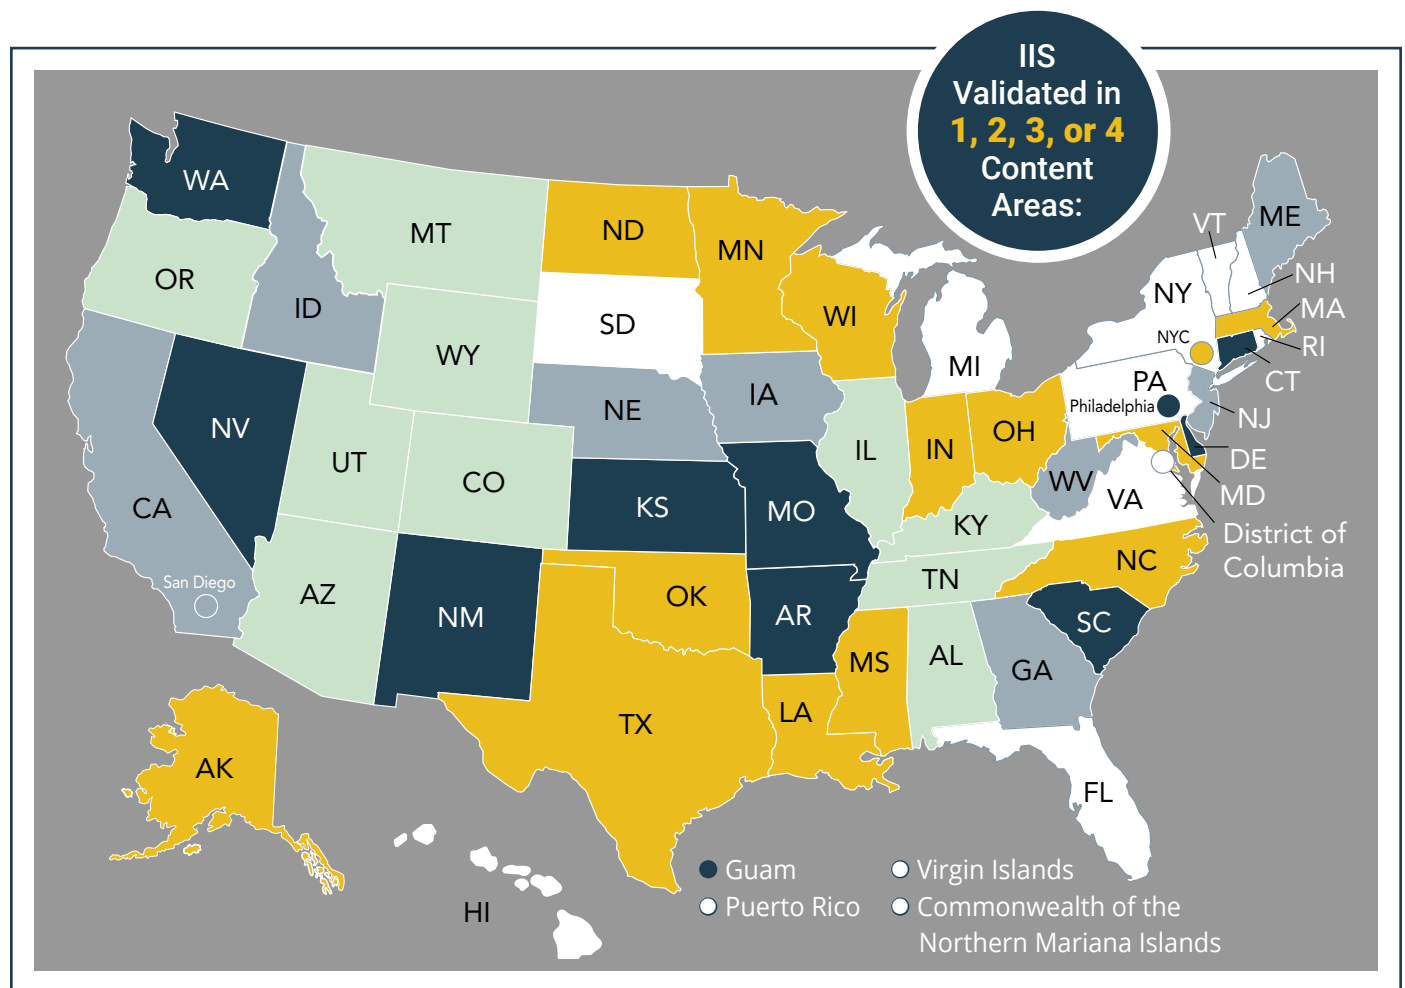 IIS
Validated in
1, 2, 3, or 4
Content
Areas:
WA
OR
MT
ID
WY
ND
SD
MN
WI
MI
ME
VT
NH
NY
MA
NYC
RI
CT
PA
Philadelphia
NJ
DE
MD
District of
Columbia
NE
IA
NV
UT
CO
CA
San Diego
KS
MO
IL
IN
OH
WV
VA
KY
TN
NC
SC
AZ
NM
OK
AR
MS
AL
GA
TX
LA
FL
AK
HI
Guam
Puerto Rico
Virgin Islands
Commonwealth of the
Northern Mariana Islands